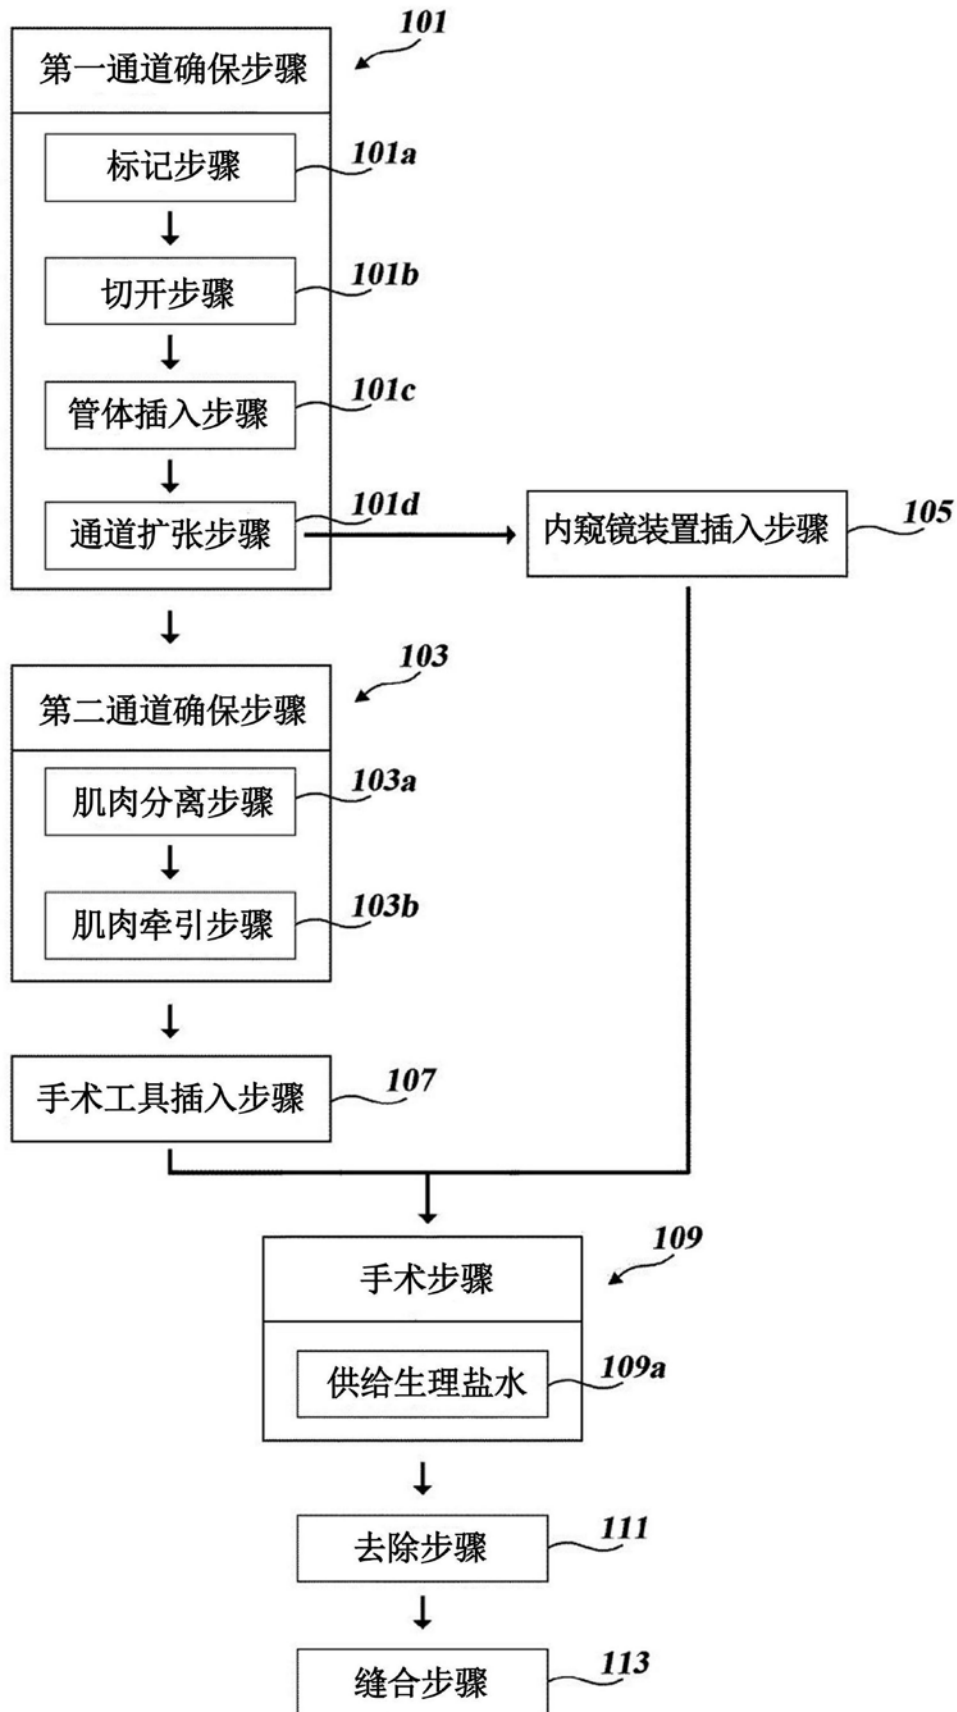 101
第一通道确保步骤
标记步骤
101a
切开步骤
101b
管体插入步骤
101c
通道扩张步骤
101d
内窥镜装置插入步骤
105
103
第二通道确保步骤
肌肉分离步骤
103a
肌肉牵引步骤
103b
手术工具插入步骤
107
109
手术步骤
供给生理盐水
109a
去除步骤
111
缝合步骤
113